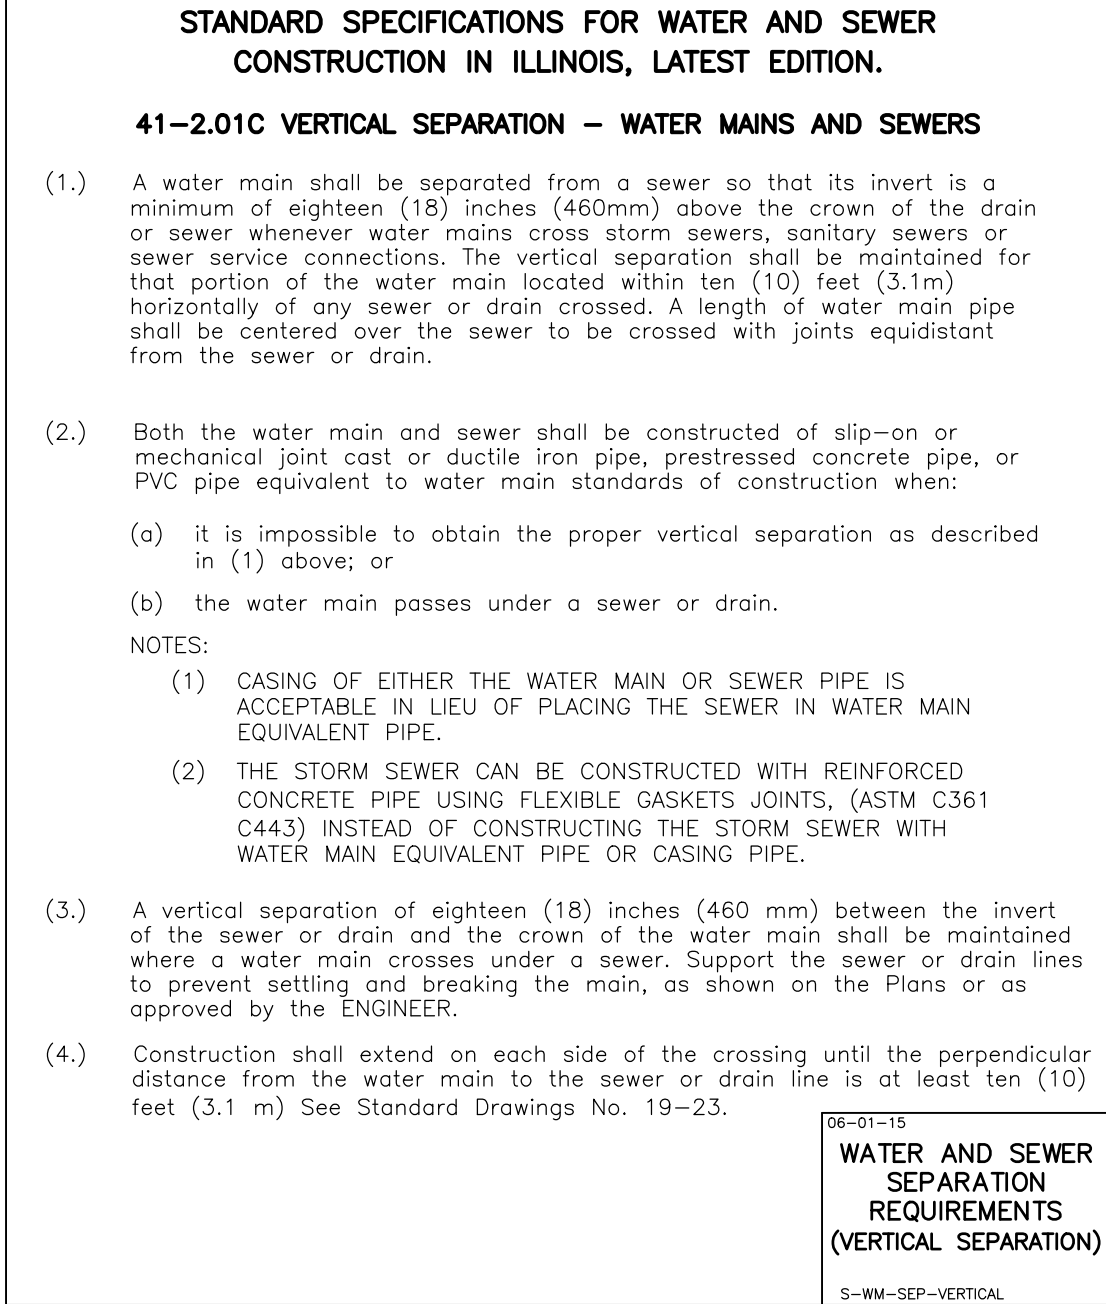 STANDARD SPECIFICATIONS FOR WATER AND SEWER
CONSTRUCTION IN ILLINOIS, LATEST EDITION.
41-2.01C VERTICAL SEPARATION - WATER MAINS AND SEWERS
(1.) A water main shall be separated from a sewer so that its invert is a
minimum of eighteen (18) inches (460mm) above the crown of the drain
or sewer whenever water mains cross storm sewers, sanitary sewers or
sewer service connections. The vertical separation shall be maintained for
that portion of the water main located within ten (10) feet (3.1m)
horizontally of any sewer or drain crossed. A length of water main pipe
shall be centered over the sewer to be crossed with joints equidistant
from the sewer or drain.
(2.) Both the water main and sewer shall be constructed of slip-on or
mechanical joint cast or ductile iron pipe, prestressed concrete pipe, or
PVC pipe equivalent to water main standards of construction when:
(a) it is impossible to obtain the proper vertical separation as described
in (1) above; or
(b) the water main passes under a sewer or drain.
NOTES:
(1) CASING OF EITHER THE WATER MAIN OR SEWER PIPE IS
ACCEPTABLE IN LIEU OF PLACING THE SEWER IN WATER MAIN
EQUIVALENT PIPE.
(2) THE STORM SEWER CAN BE CONSTRUCTED WITH REINFORCED
CONCRETE PIPE USING FLEXIBLE GASKETS JOINTS, (ASTM C361
C443) INSTEAD OF CONSTRUCTING THE STORM SEWER WITH
WATER MAIN EQUIVALENT PIPE OR CASING PIPE.
(3.) A vertical separation of eighteen (18) inches (460 mm) between the invert
of the sewer or drain and the crown of the water main shall be maintained
where a water main crosses under a sewer. Support the sewer or drain lines
to prevent settling and breaking the main, as shown on the Plans or as
approved by the ENGINEER.
(4.) Construction shall extend on each side of the crossing until the perpendicular
distance from the water main to the sewer or drain line is at least ten (10)
feet (3.1 m) See Standard Drawings No. 19-23.
06-01-15
WATER AND SEWER
SEPARATION
REQUIREMENTS
(VERTICAL SEPARATION)
S-WM-SEP-VERTICAL